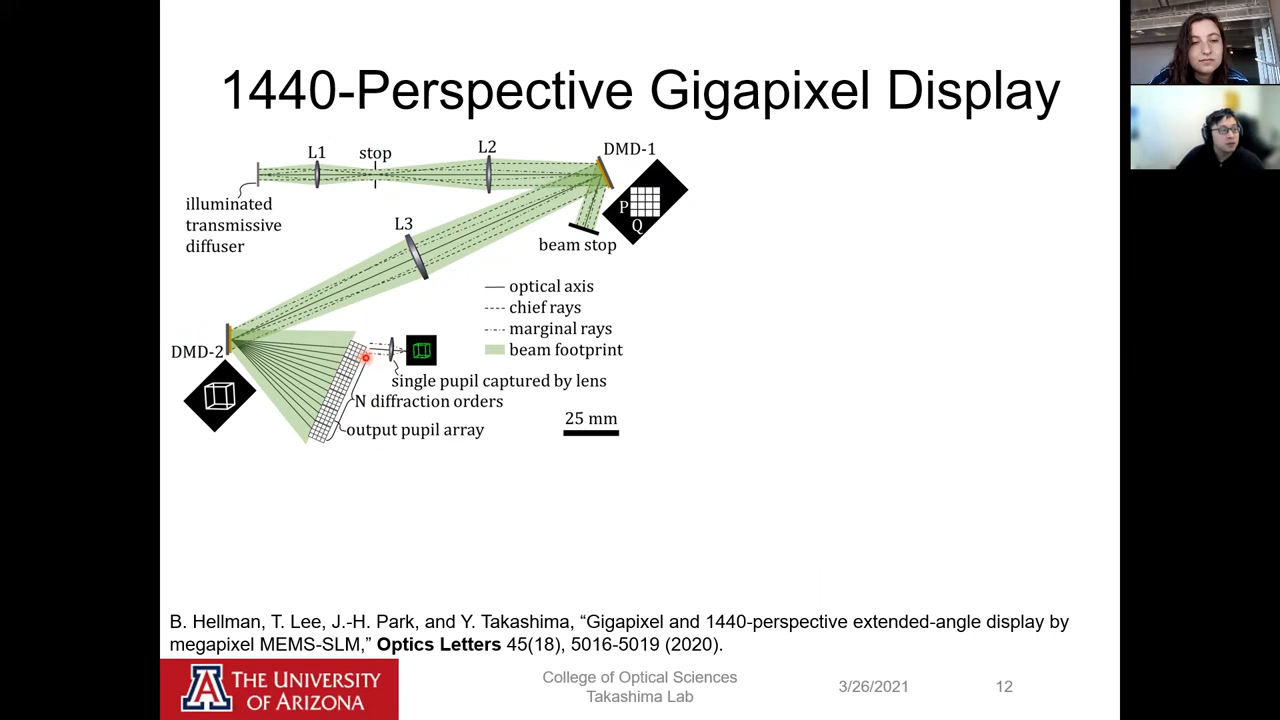 1440-Perspective Gigapixel Display
L1
stop
L2
DMD-1
illuminated
transmissive
diffuser
L3
P
Q
beam stop
optical axis
chief rays
marginal rays
beam footprint
DMD-2
single pupil captured by lens
N diffraction orders
output pupil array
25 mm
B. Hellman, T. Lee, J.-H. Park, and Y. Takashima, “Gigapixel and 1440-perspective extended-angle display by
megapixel MEMS-SLM,” Optics Letters 45(18), 5016-5019 (2020).
A
THE UNIVERSITY
OF ARIZONA
College of Optical Sciences
Takashima Lab
3/26/2021
12